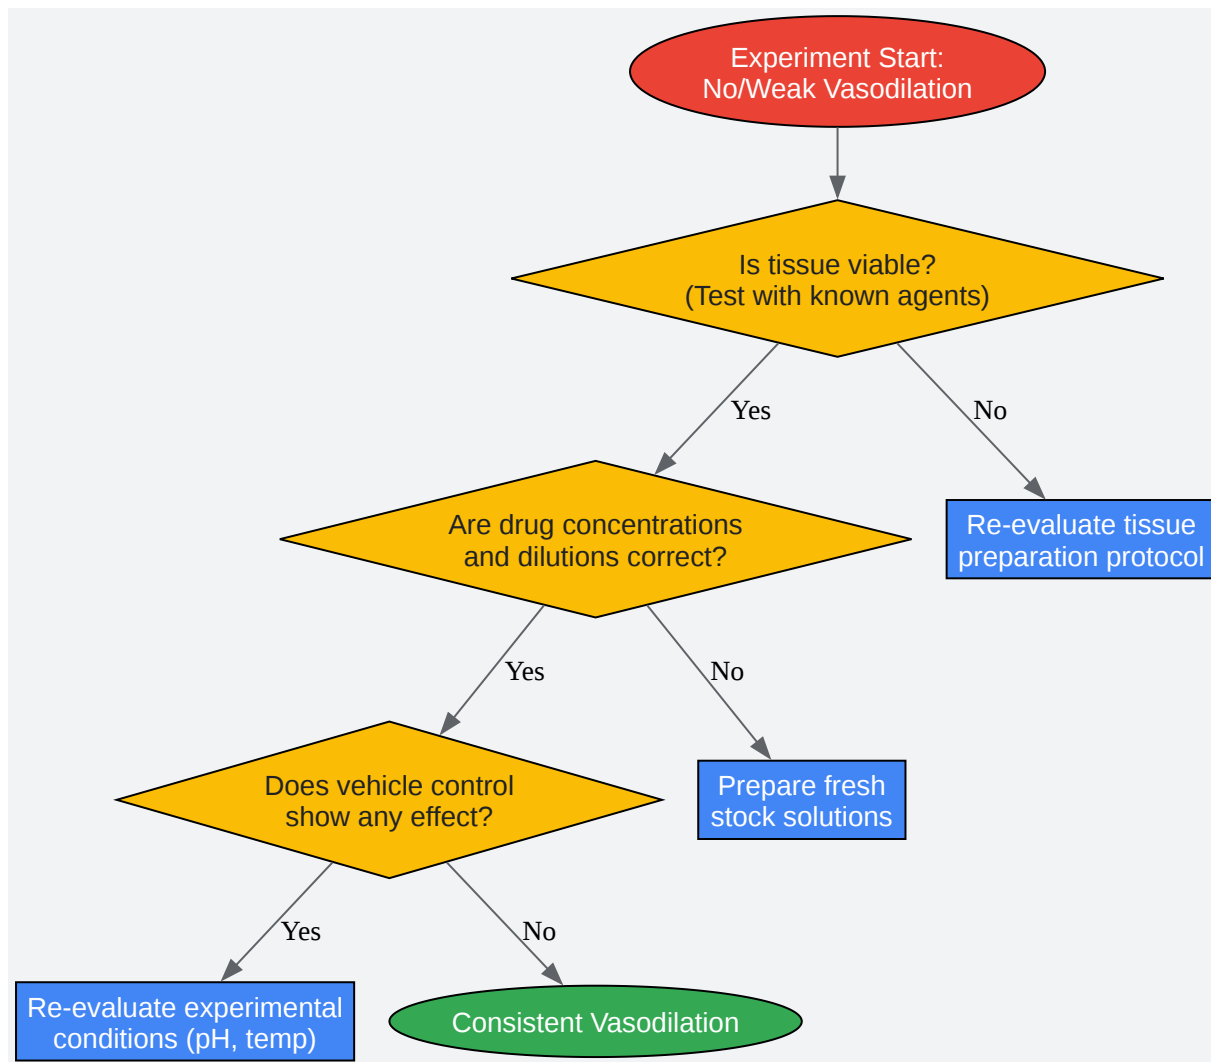 Experiment Start:
No/Weak Vasodilation
Is tissue viable?
(Test with known agents)
Yes
No
Are drug concentrations
and dilutions correct?
Re-evaluate tissue
preparation protocol
Yes
No
Does vehicle control
show any effect?
Prepare fresh
stock solutions
Yes
No
Re-evaluate experimental
conditions (pH, temp)
Consistent Vasodilation